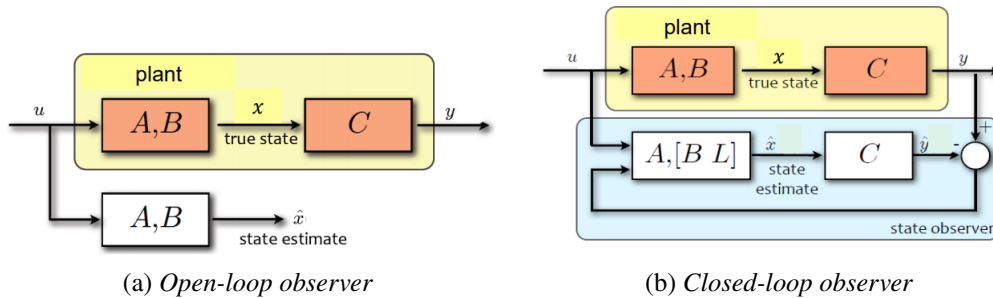 plant
u
A,B
x
true state
C
y
A,B
x̂
state estimate
(a) Open-loop observer
plant
u
A,B
x
true state
C
y
+
A,[B L]
x̂
state
estimate
C
ŷ
-
state observer
(b) Closed-loop observer